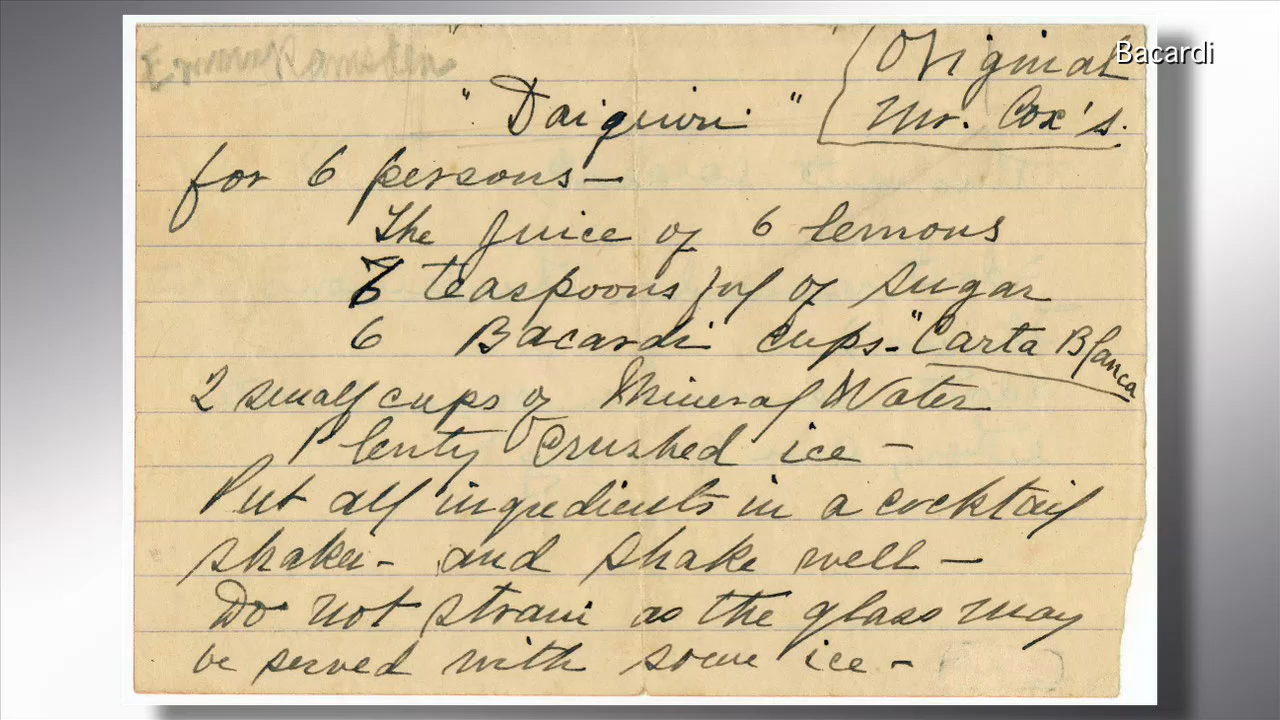 Bacardi
Original
Mr. Cox's.
"Daiquiri"
for 6 persons—
The juice of 6 lemons
teaspoons ful of sugar
6 Bacardi cups-"Carta Blanca
2 small cups of Mineral Water
Plenty crushed ice —
Put all ingredients in a cocktail
shaker - and shake well —
Do not strain as the glass may
be served with some ice -